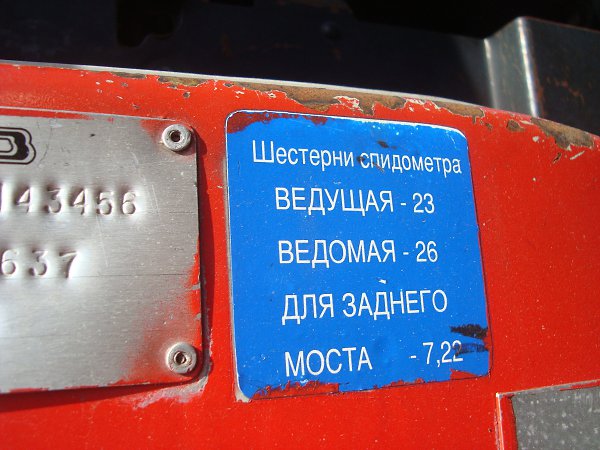 143456
637
Шестерни спидометра
ВЕДУЩАЯ - 23
ВЕДОМАЯ - 26
ДЛЯ ЗАДНЕГО
МОСТА - 7,22